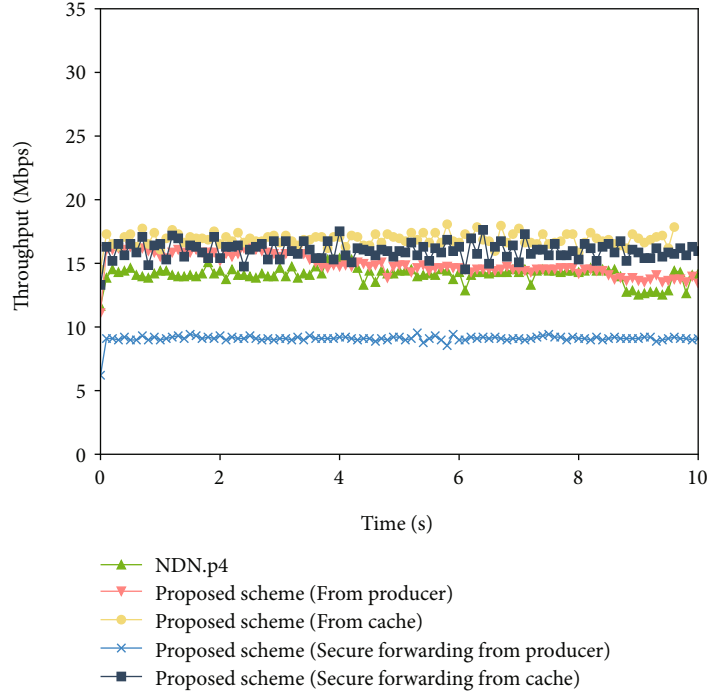 35
30
25
20
15
10
5
0
Throughput (Mbps)
0 2 4 6 8 10
Time (s)
NDN.p4
Proposed scheme (From producer)
Proposed scheme (From cache)
Proposed scheme (Secure forwarding from producer)
Proposed scheme (Secure forwarding from cache)